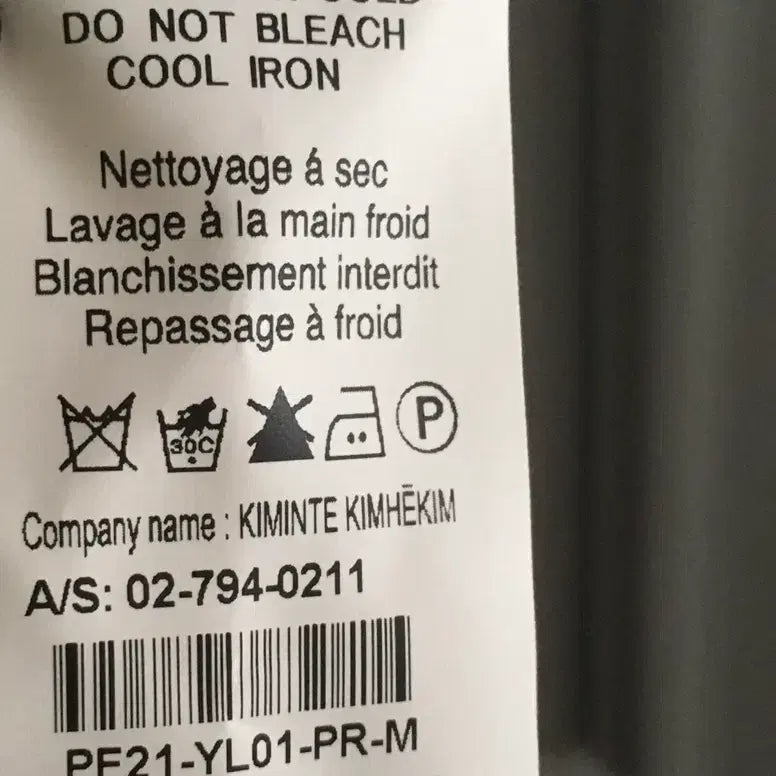 DO NOT BLEACH
COOL IRON
Nettoyage á sec
Lavage à la main froid
Blanchissement interdit
Repassage à froid
30C
P
Company name : KIMINTE KIMHĒKIM
A/S: 02-794-0211
PF21-YL01-PR-M